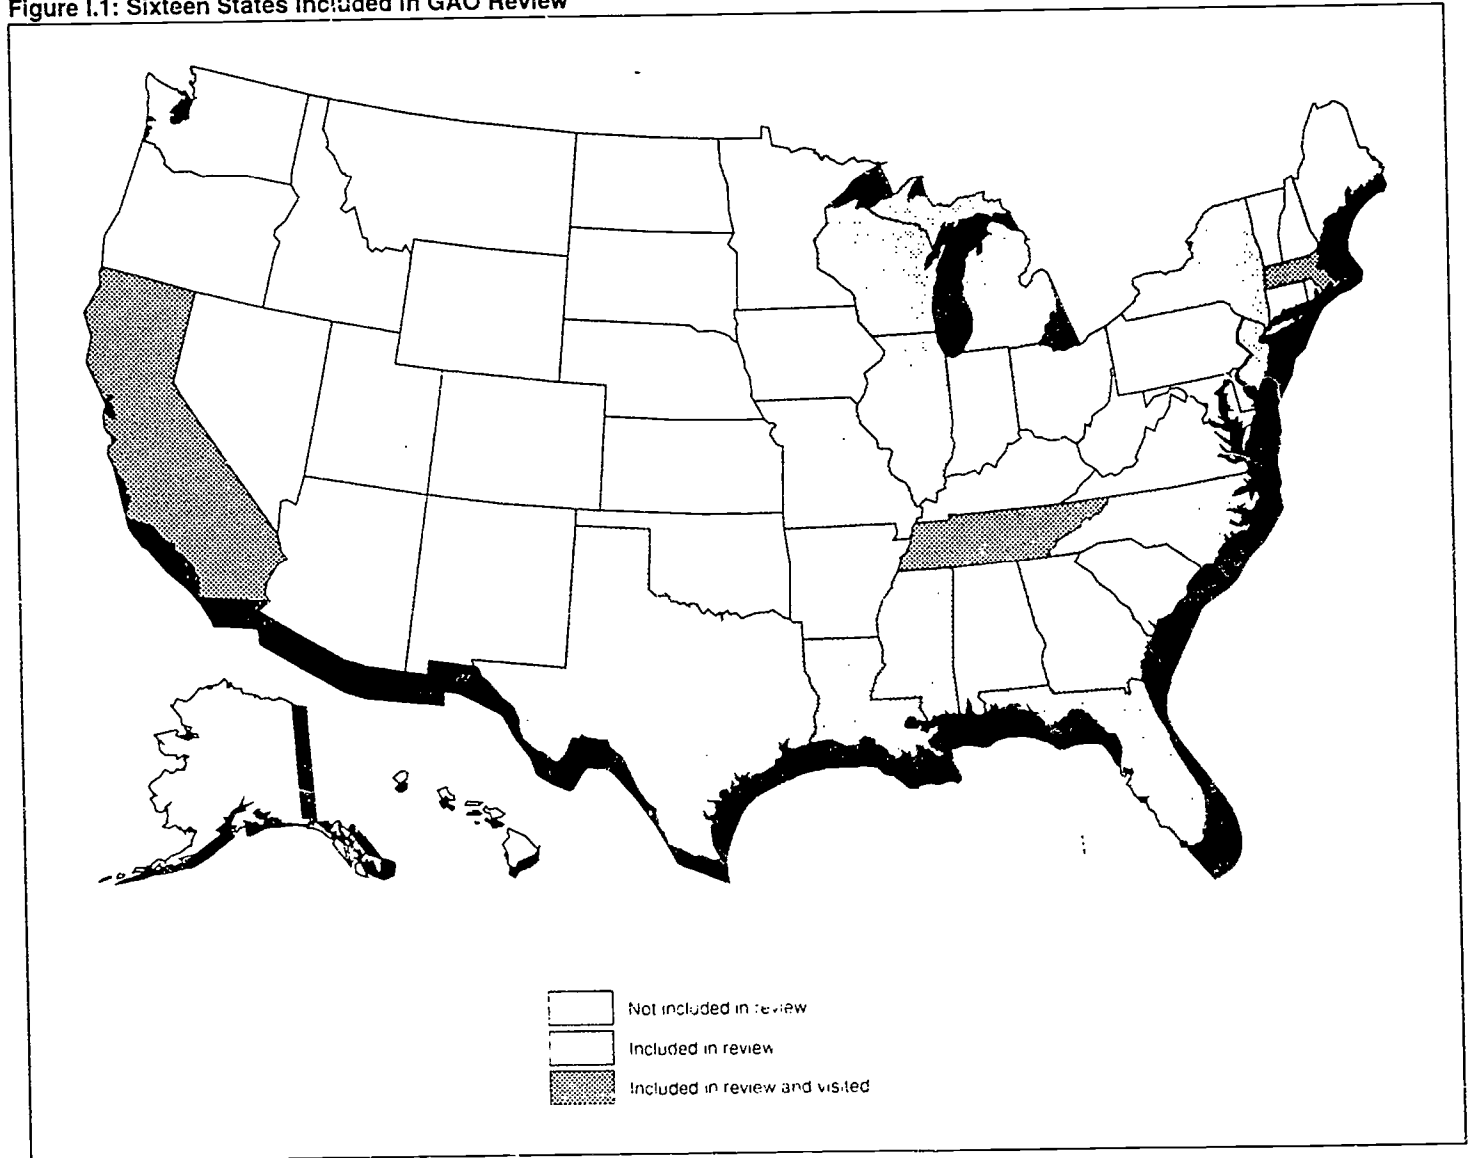 Figure I.1: Sixteen States Included in GAO Review
Not included in review
Included in review
Included in review and visited